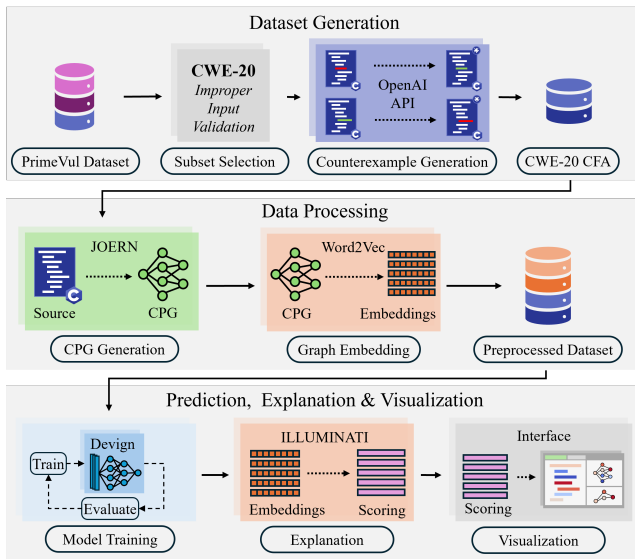 Dataset Generation
CWE-20
Improper
Input
Validation
OpenAI
API
C
C
C
C
PrimeVul Dataset
Subset Selection
Counterexample Generation
CWE-20 CFA
Data Processing
JOERN
Word2Vec
C
Source
CPG
CPG
Embeddings
CPG Generation
Graph Embedding
Preprocessed Dataset
Prediction, Explanation & Visualization
Devign
Train
Evaluate
ILLUMINATI
Embeddings
Scoring
Interface
Scoring
Model Training
Explanation
Visualization